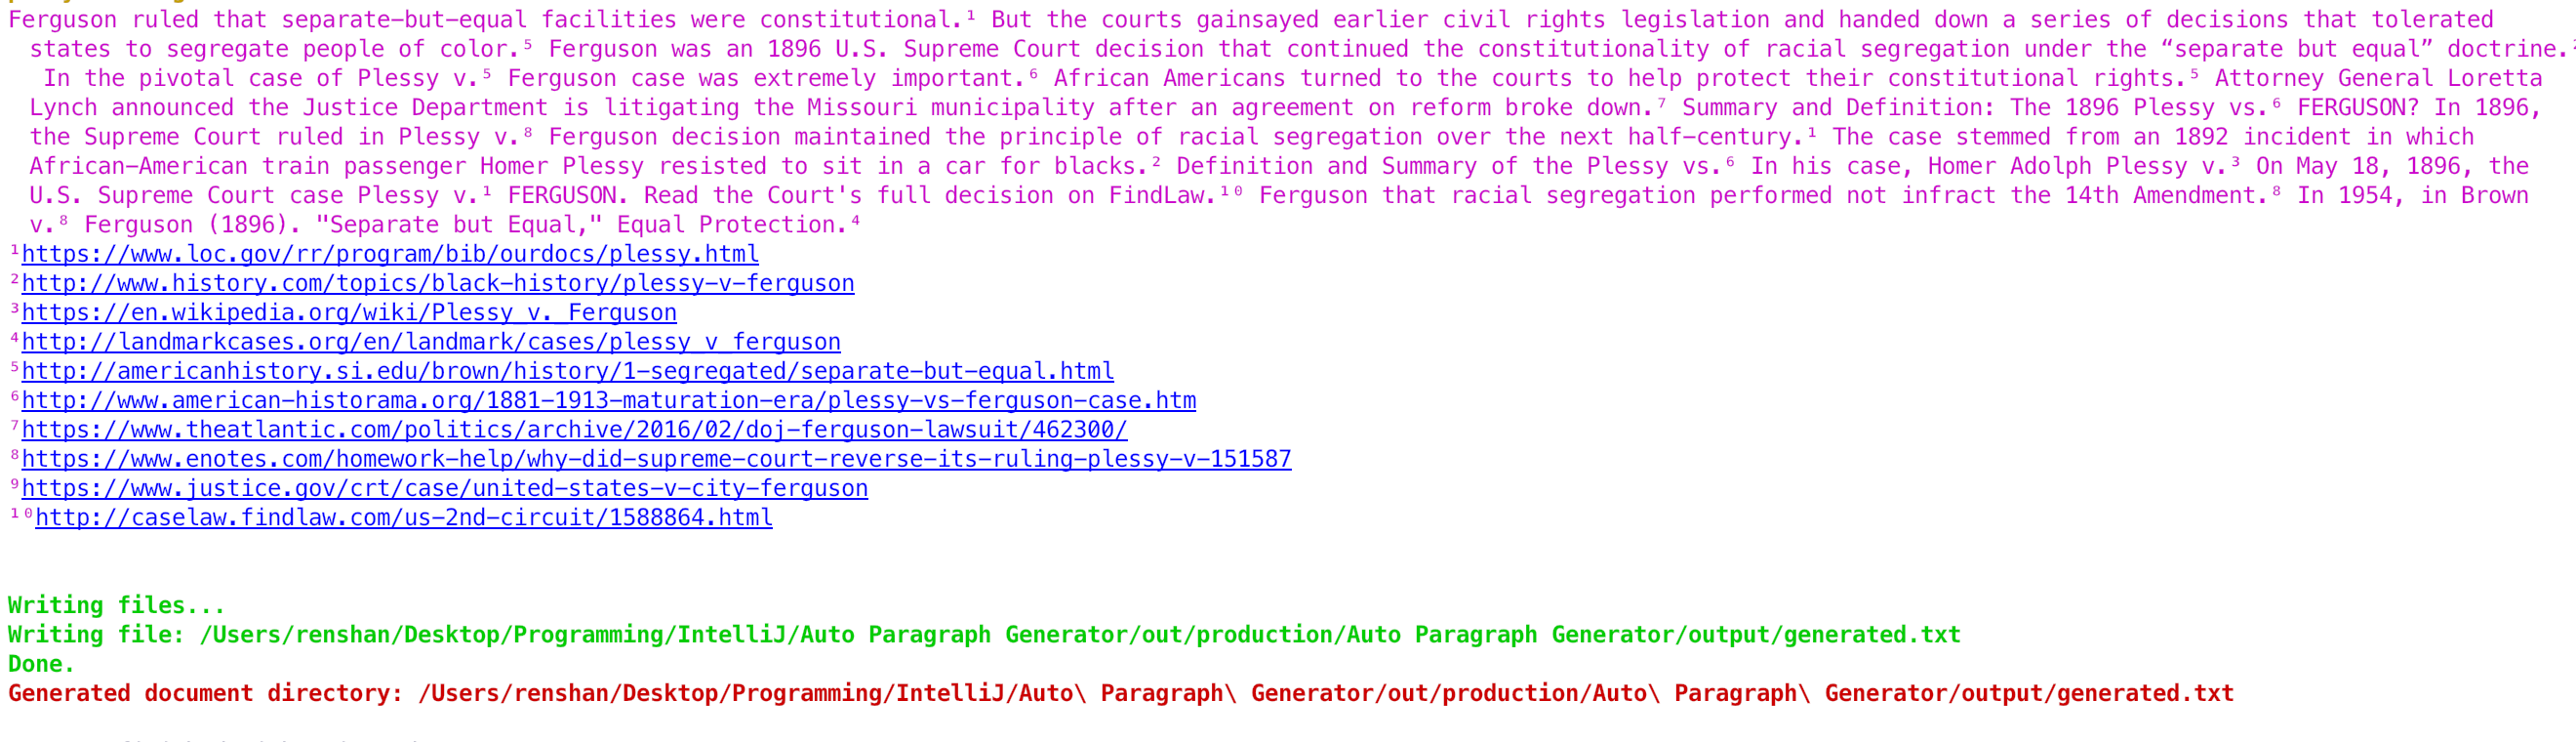 Ferguson ruled that separate-but-equal facilities were constitutional.¹ But the courts gainsayed earlier civil rights legislation and handed down a series of decisions that tolerated
states to segregate people of color.⁵ Ferguson was an 1896 U.S. Supreme Court decision that continued the constitutionality of racial segregation under the “separate but equal” doctrine.
In the pivotal case of Plessy v.⁵ Ferguson case was extremely important.⁶ African Americans turned to the courts to help protect their constitutional rights.⁵ Attorney General Loretta
Lynch announced the Justice Department is litigating the Missouri municipality after an agreement on reform broke down.⁷ Summary and Definition: The 1896 Plessy vs.⁶ FERGUSON? In 1896,
the Supreme Court ruled in Plessy v.⁸ Ferguson decision maintained the principle of racial segregation over the next half-century.¹ The case stemmed from an 1892 incident in which
African-American train passenger Homer Plessy resisted to sit in a car for blacks.² Definition and Summary of the Plessy vs.⁶ In his case, Homer Adolph Plessy v.³ On May 18, 1896, the
U.S. Supreme Court case Plessy v.¹ FERGUSON. Read the Court's full decision on FindLaw.¹⁰ Ferguson that racial segregation performed not infract the 14th Amendment.⁸ In 1954, in Brown
v.⁸ Ferguson (1896). "Separate but Equal," Equal Protection.⁴
¹https://www.loc.gov/rr/program/bib/ourdocs/plessy.html
²http://www.history.com/topics/black-history/plessy-v-ferguson
³https://en.wikipedia.org/wiki/Plessy_v._Ferguson
⁴http://landmarkcases.org/en/landmark/cases/plessy_v_ferguson
⁵http://americanhistory.si.edu/brown/history/1-segregated/separate-but-equal.html
⁶http://www.american-historama.org/1881-1913-maturation-era/plessy-vs-ferguson-case.htm
⁷https://www.theatlantic.com/politics/archive/2016/02/doj-ferguson-lawsuit/462300/
⁸https://www.enotes.com/homework-help/why-did-supreme-court-reverse-its-ruling-plessy-v-151587
⁹https://www.justice.gov/crt/case/united-states-v-city-ferguson
¹⁰http://caselaw.findlaw.com/us-2nd-circuit/1588864.html
Writing files...
Writing file: /Users/renshan/Desktop/Programming/IntelliJ/Auto Paragraph Generator/out/production/Auto Paragraph Generator/output/generated.txt
Done.
Generated document directory: /Users/renshan/Desktop/Programming/IntelliJ/Auto\ Paragraph\ Generator/out/production/Auto\ Paragraph\ Generator/output/generated.txt